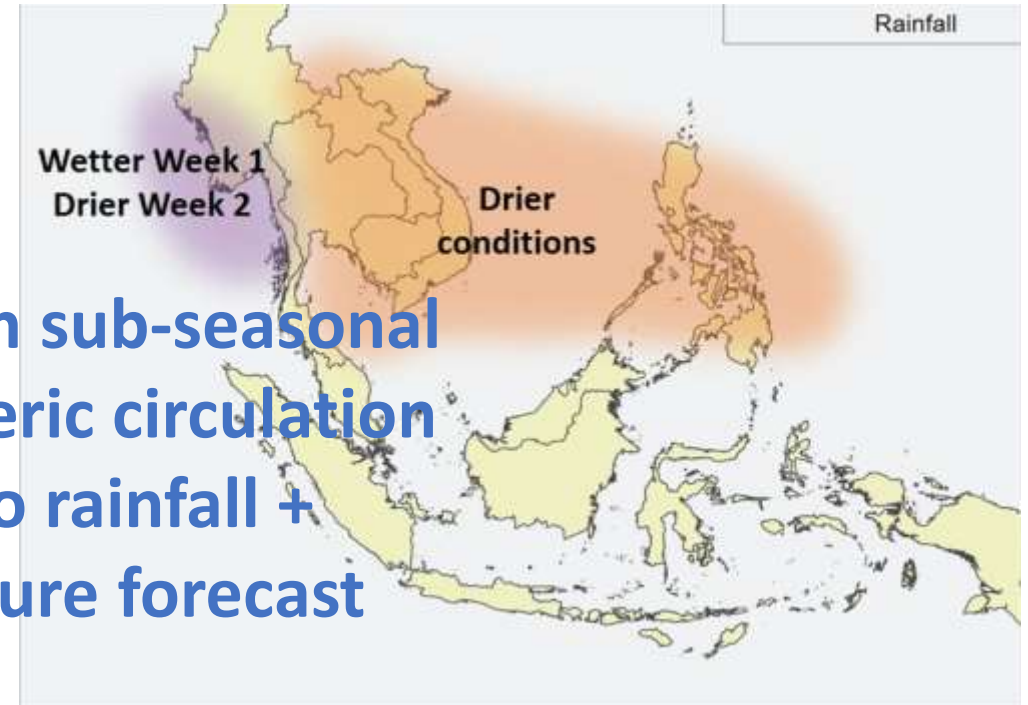 Rainfall
Wetter Week 1
Drier Week 2
Drier
conditions
sub-seasonal
eric circulation
o rainfall +
ure forecast